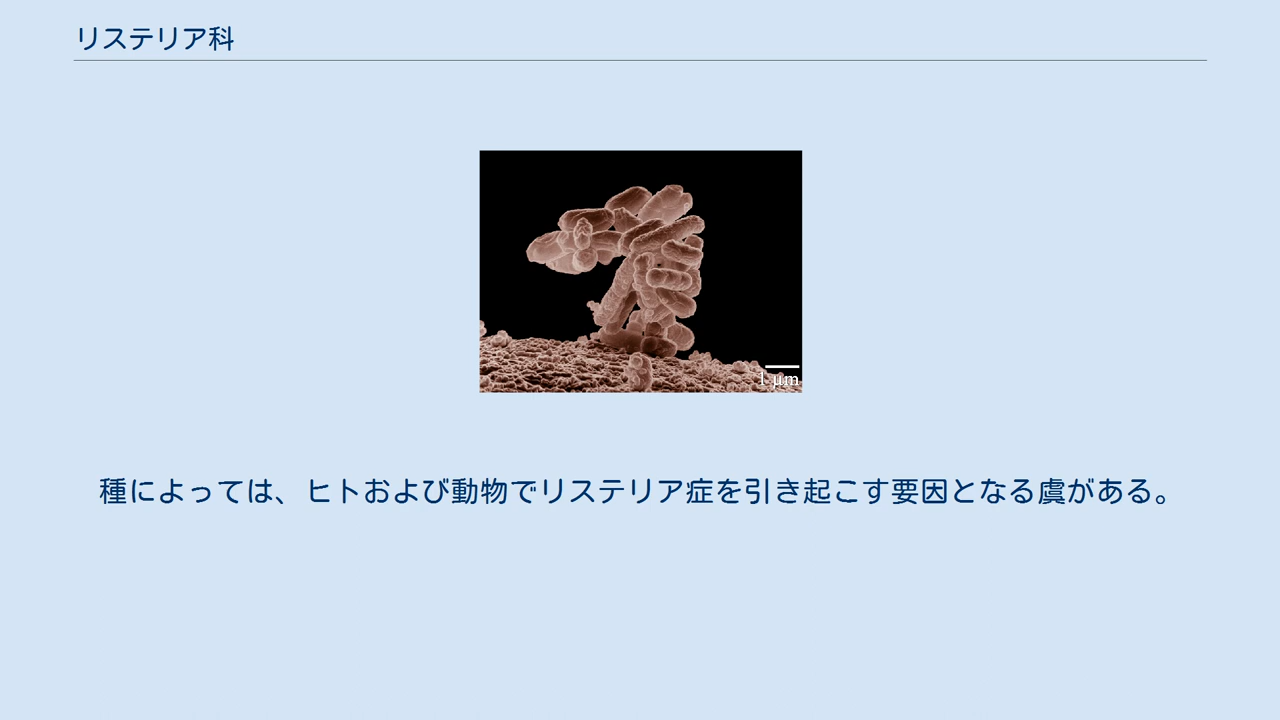 リステリア科
1 µm
種によっては、ヒトおよび動物でリステリア症を引き起こす要因となる虞がある。